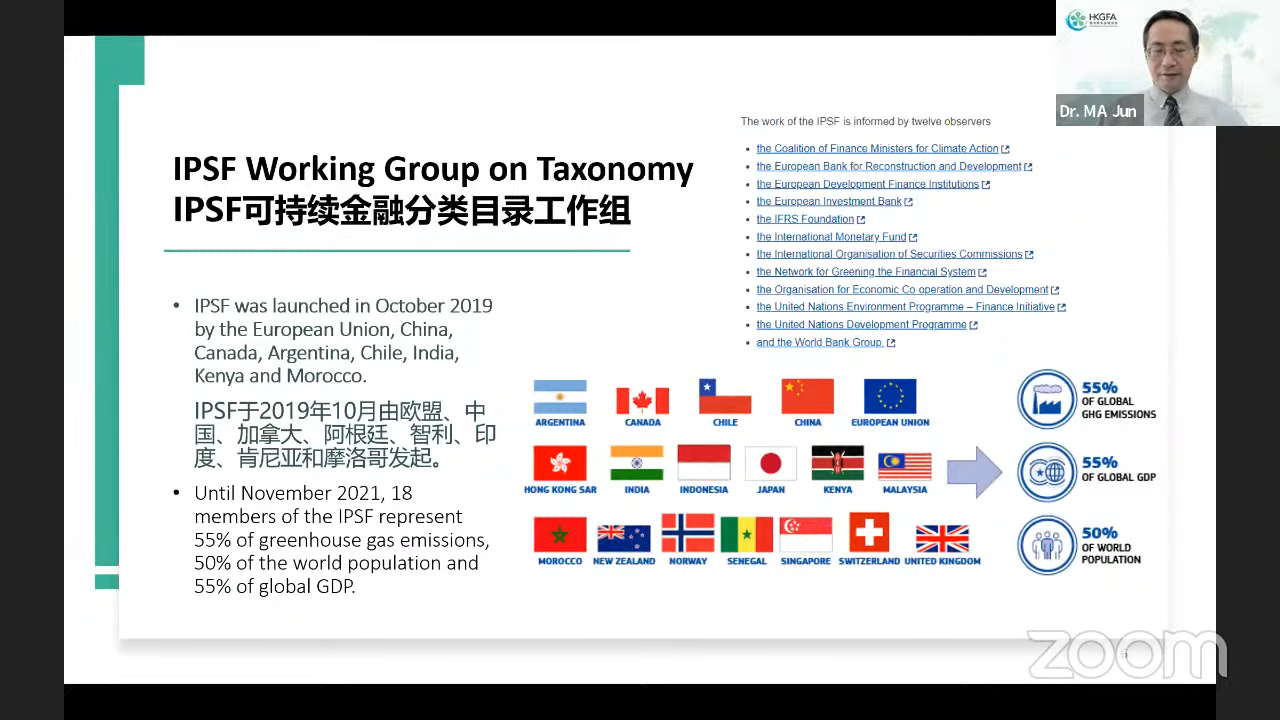 HKGFA
Dr. MA Jun
IPSF Working Group on Taxonomy
IPSF可持续金融分类目录工作组
IPSF was launched in October 2019
by the European Union, China,
Canada, Argentina, Chile, India,
Kenya and Morocco.
IPSF于2019年10月由欧盟、中
国、加拿大、阿根廷、智利、印
度、肯尼亚和摩洛哥发起。
Until November 2021, 18
members of the IPSF represent
55% of greenhouse gas emissions,
50% of the world population and
55% of global GDP.
The work of the IPSF is informed by twelve observers
the Coalition of Finance Ministers for Climate Action
the European Bank for Reconstruction and Development
the European Development Finance Institutions
the European Investment Bank
the IFRS Foundation
the International Monetary Fund
the International Organisation of Securities Commissions
the Network for Greening the Financial System
the Organisation for Economic Co operation and Development
the United Nations Environment Programme – Finance Initiative
the United Nations Development Programme
and the World Bank Group
ARGENTINA CANADA CHILE CHINA EUROPEAN UNION
HONG KONG SAR INDIA INDONESIA JAPAN KENYA MALAYSIA
MOROCCO NEW ZEALAND NORWAY SENEGAL SINGAPORE SWITZERLAND UNITED KINGDOM
55%
OF GLOBAL
GHG EMISSIONS
55%
OF GLOBAL GDP
50%
OF WORLD
POPULATION
zoom